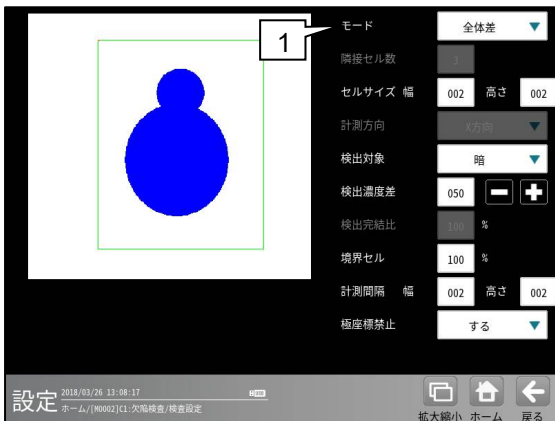 1
モード 全体差
隣接セル数 3
セルサイズ 幅 002 高さ 002
計測方向 X方向
検出対象 暗
検出濃度差 050
検出完結比 100 %
境界セル 100 %
計測間隔 幅 002 高さ 002
極座標禁止 する
設定 2018/03/26 13:08:17
ホーム/[M0002]C1:欠陥検査/検査設定
拡大縮小 ホーム 戻る